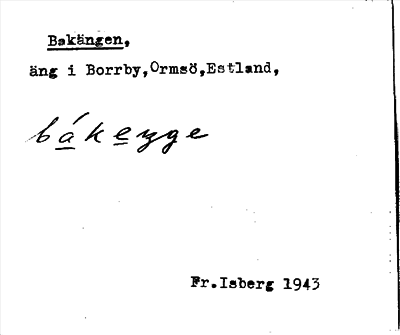 Bakängen,
äng i Borrby,Ormsö,Estland,
bákeŋge
Fr.Isberg 1943